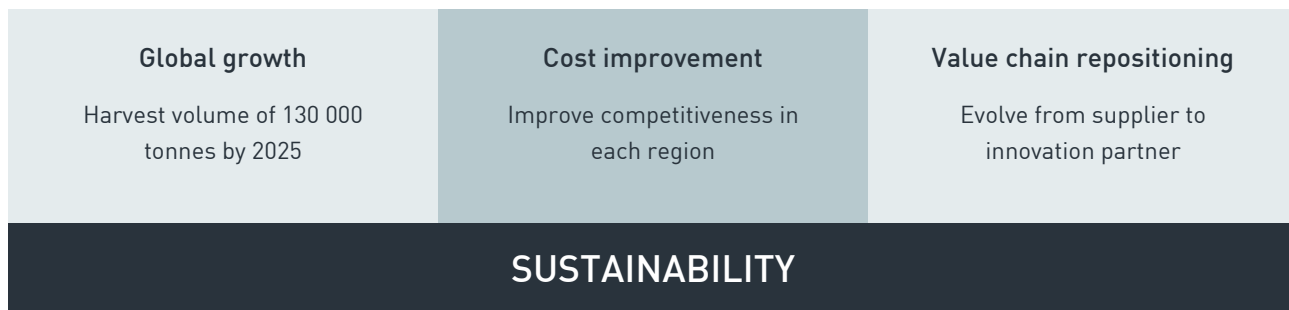 Global growth
Harvest volume of 130 000
tonnes by 2025
Cost improvement
Improve competitiveness in
each region
Value chain repositioning
Evolve from supplier to
innovation partner
SUSTAINABILITY